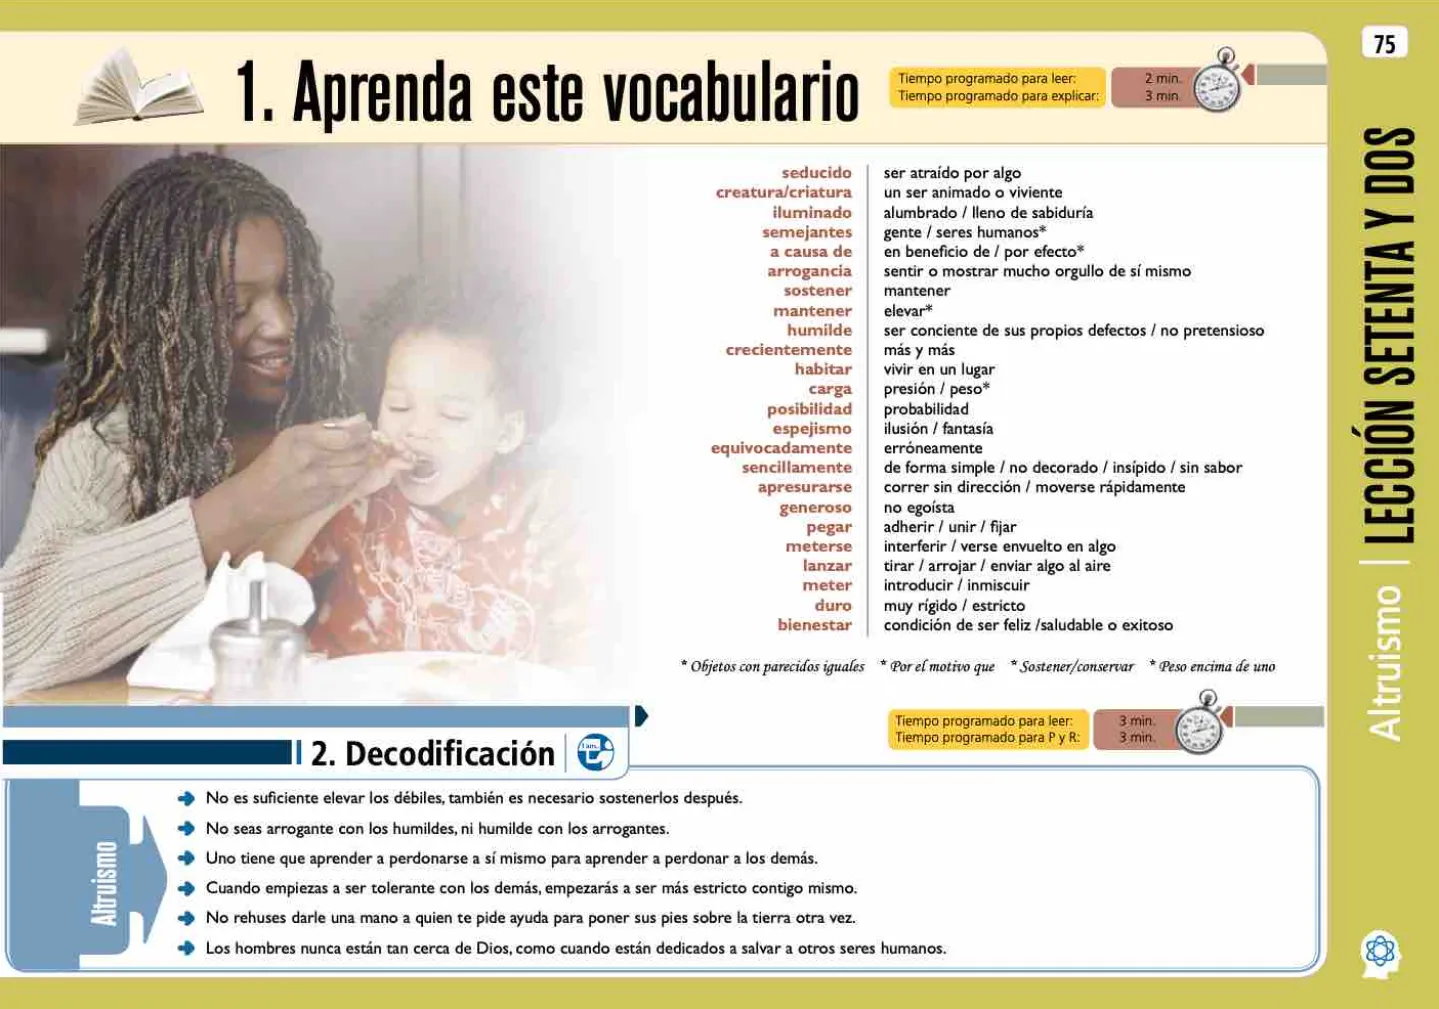 75
1. Aprenda este vocabulario
Tiempo programado para leer: 2 min.
Tiempo programado para explicar: 3 min.
seducido ser atraído por algo
creatura/criatura un ser animado o viviente
iluminado alumbrado / lleno de sabiduría
semejantes gente / seres humanos*
a causa de en beneficio de / por efecto*
arrogancia sentir o mostrar mucho orgullo de sí mismo
sostener mantener
mantener elevar*
humilde ser conciente de sus propios defectos / no pretensioso
crecientemente más y más
habitar vivir en un lugar
carga presión / peso*
posibilidad probabilidad
espejismo ilusión / fantasía
equivocadamente erróneamente
sencillamente de forma simple / no decorado / insípido / sin sabor
apresurarse correr sin dirección / moverse rápidamente
generoso no egoísta
pegar adherir / unir / fijar
meterse interferir / verse envuelto en algo
lanzar tirar / arrojar / enviar algo al aire
meter introducir / inmiscuir
duro muy rígido / estricto
bienestar condición de ser feliz /saludable o exitoso
* Objetos con parecidos iguales * Por el motivo que * Sostener/conservar * Peso encima de uno
Altruismo | LECCIÓN SETENTA Y DOS
2. Decodificación
Tiempo programado para leer: 3 min.
Tiempo programado para P y R: 3 min.
Altruismo
No es suficiente elevar los débiles, también es necesario sostenerlos después.
No seas arrogante con los humildes, ni humilde con los arrogantes.
Uno tiene que aprender a perdonarse a sí mismo para aprender a perdonar a los demás.
Cuando empiezas a ser tolerante con los demás, empezarás a ser más estricto contigo mismo.
No rehuses darle una mano a quien te pide ayuda para poner sus pies sobre la tierra otra vez.
Los hombres nunca están tan cerca de Dios, como cuando están dedicados a salvar a otros seres humanos.